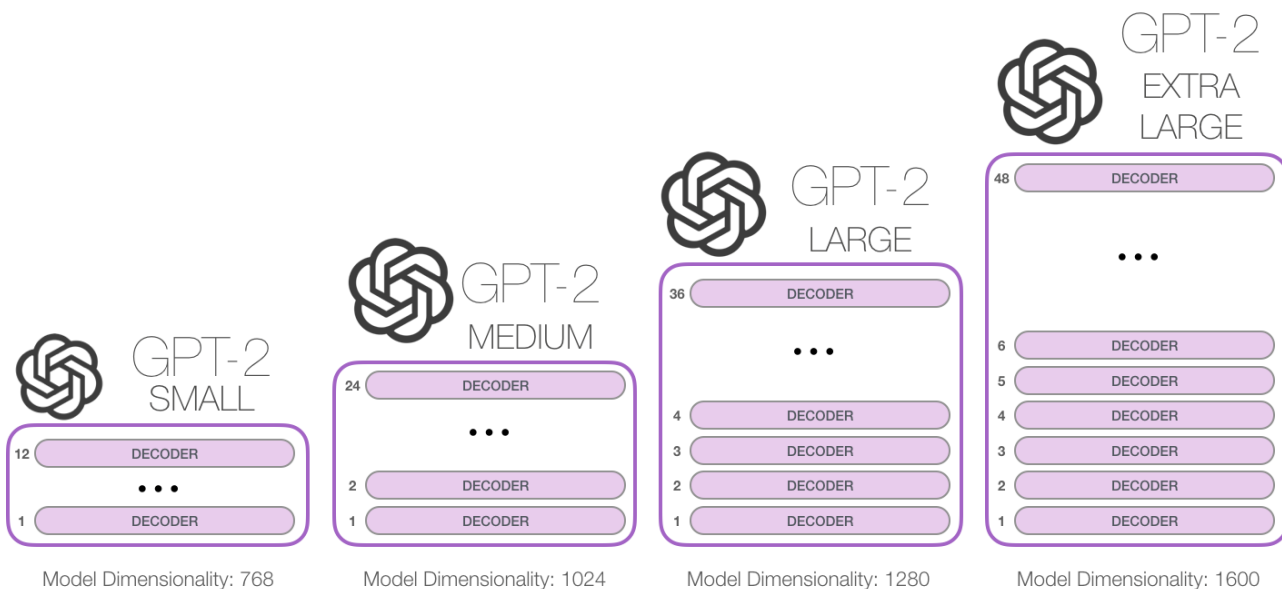 GPT-2
SMALL
12 DECODER
...
1 DECODER
Model Dimensionality: 768
GPT-2
MEDIUM
24 DECODER
...
2 DECODER
1 DECODER
Model Dimensionality: 1024
GPT-2
LARGE
36 DECODER
...
4 DECODER
3 DECODER
2 DECODER
1 DECODER
Model Dimensionality: 1280
GPT-2
EXTRA
LARGE
48 DECODER
...
6 DECODER
5 DECODER
4 DECODER
3 DECODER
2 DECODER
1 DECODER
Model Dimensionality: 1600